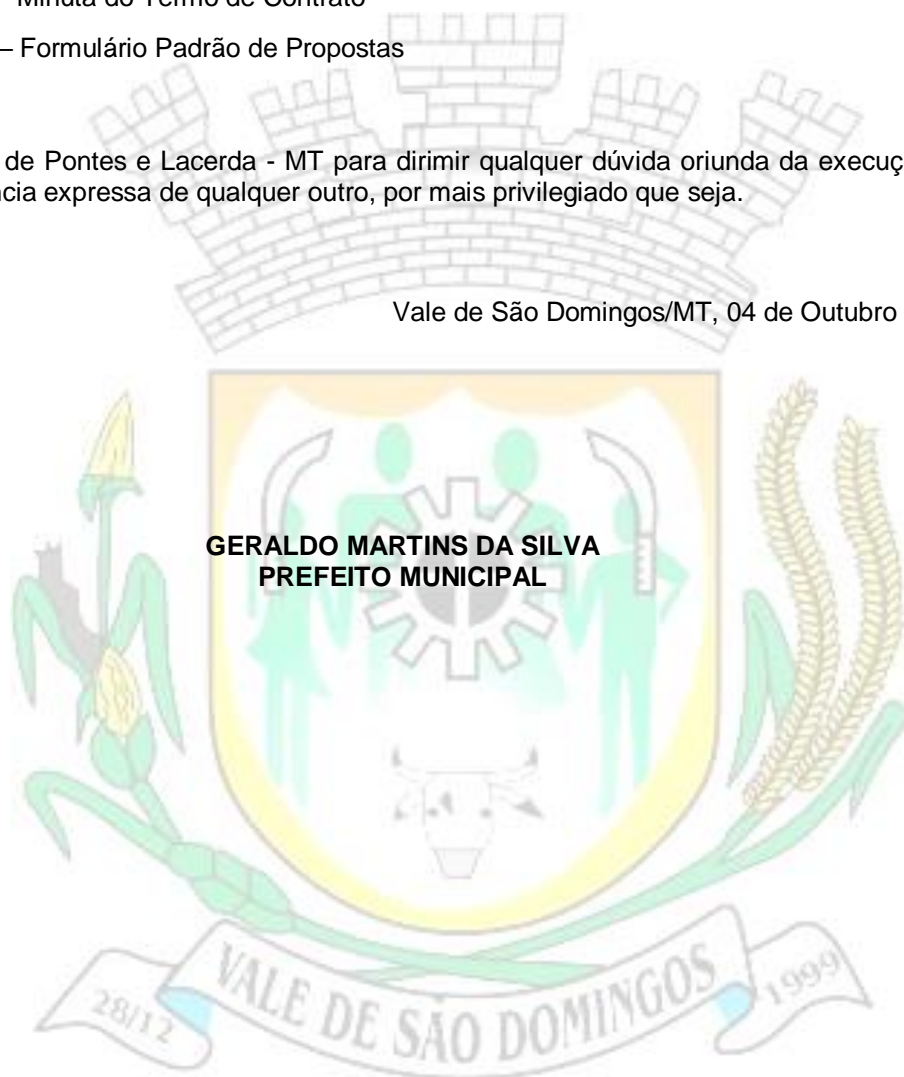 Minuta do Termo de Contrato
– Formulário Padrão de Propostas
de Pontes e Lacerda - MT para dirimir qualquer dúvida oriunda da execuç
ncia expressa de qualquer outro, por mais privilegiado que seja.
Vale de São Domingos/MT, 04 de Outubro
GERALDO MARTINS DA SILVA
PREFEITO MUNICIPAL
28/12 VALE DE SÃO DOMINGOS 1999